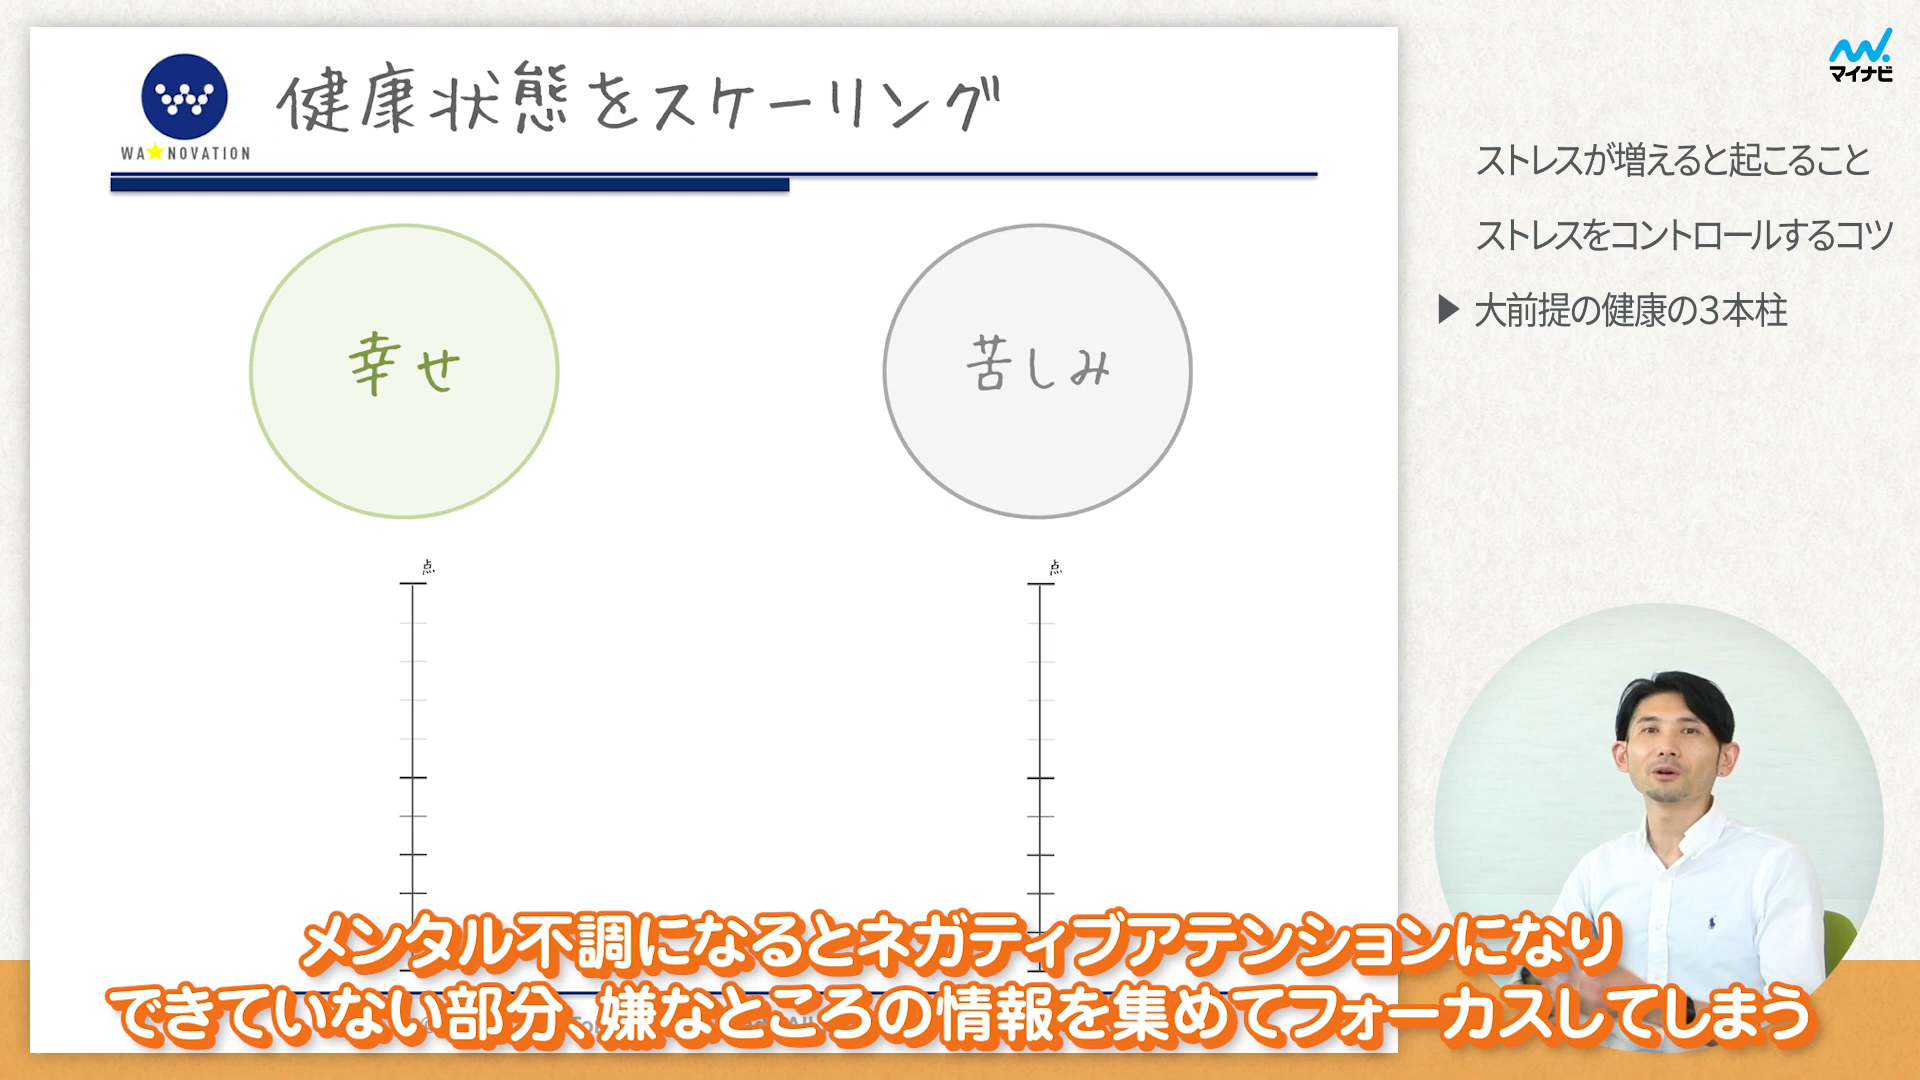 WA★NOVATION
健康状態をスケーリング
マイナビ
ストレスが増えると起こること
ストレスをコントロールするコツ
▶ 大前提の健康の3本柱
幸せ
苦しみ
点
点
メンタル不調になるとネガティブアテンションになり
できていない部分、嫌なところの情報を集めてフォーカスしてしまう